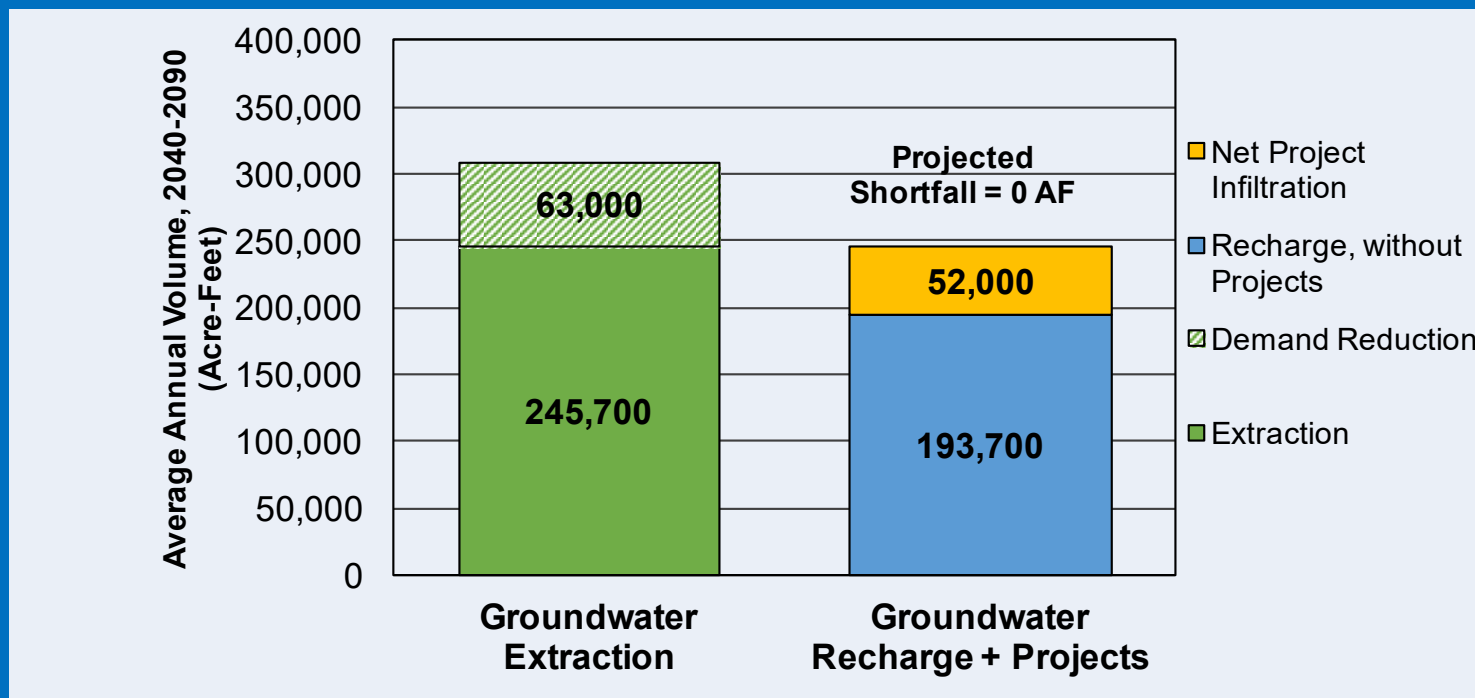 Average Annual Volume, 2040-2090
(Acre-Feet)
400,000
350,000
300,000
250,000
200,000
150,000
100,000
50,000
0
63,000
245,700
Projected
Shortfall = 0 AF
52,000
193,700
Groundwater
Extraction
Groundwater
Recharge + Projects
Net Project
Infiltration
Recharge, without
Projects
Demand Reduction
Extraction